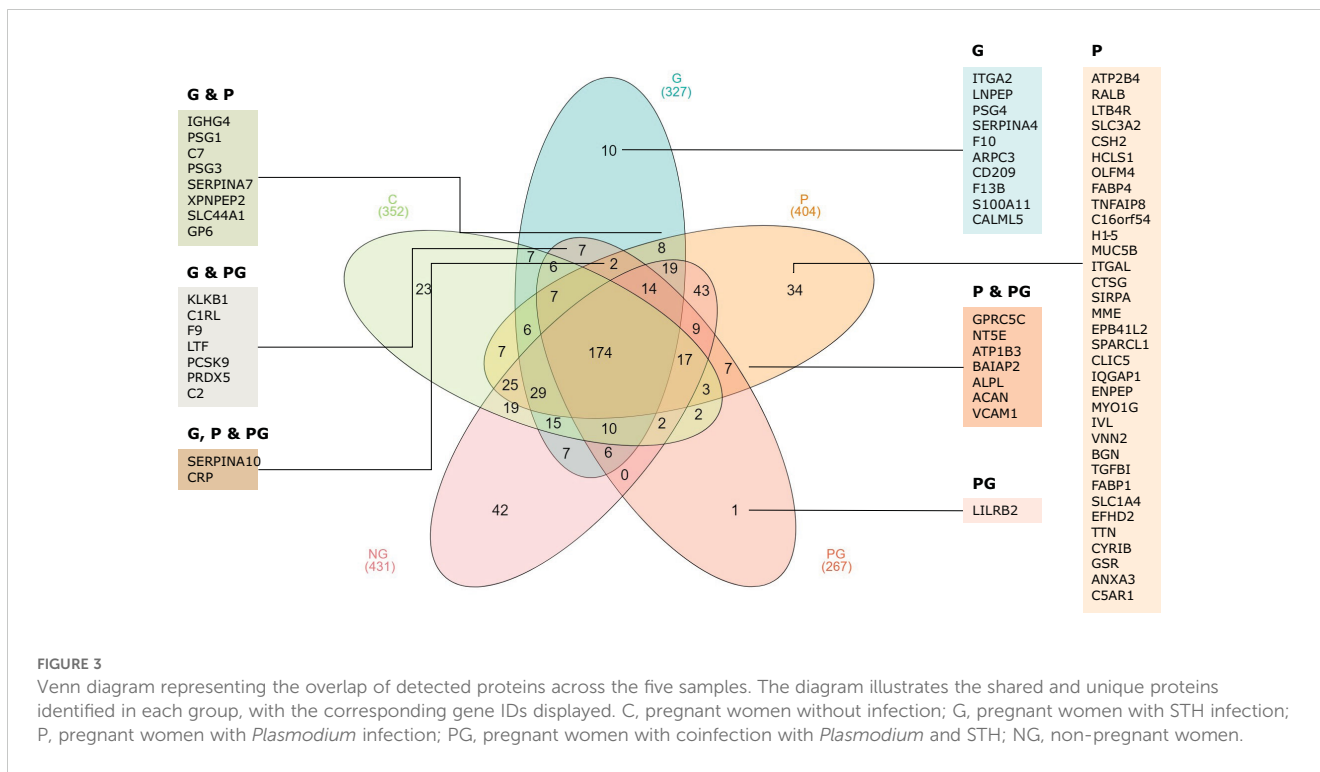 G & P
IGHG4
PSG1
C7
PSG3
SERPINA7
XPNPEP2
SLC44A1
GP6
G & PG
KLKB1
C1RL
F9
LTF
PCSK9
PRDX5
C2
G, P & PG
SERPINA10
CRP
G
(327)
C
(352)
P
(404)
NG
(431)
PG
(267)
10
8
7
7
6
2
19
14
43
34
23
7
6
9
7
174
17
7
3
25
29
19
2
2
15
10
7
6
0
42
1
G
ITGA2
LNPEP
PSG4
SERPINA4
F10
ARPC3
CD209
F13B
S100A11
CALML5
P & PG
GPRC5C
NT5E
ATP1B3
BAIAP2
ALPL
ACAN
VCAM1
PG
LILRB2
P
ATP2B4
RALB
LTB4R
SLC3A2
CSH2
HCLS1
OLFM4
FABP4
TNFAIP8
C16orf54
H1-5
MUC5B
ITGAL
CTSG
SIRPA
MME
EPB41L2
SPARCL1
CLIC5
IQGAP1
ENPEP
MYO1G
IVL
VNN2
BGN
TGFBI
FABP1
SLC1A4
EFHD2
TTN
CYRIB
GSR
ANXA3
C5AR1
FIGURE 3
Venn diagram representing the overlap of detected proteins across the five samples. The diagram illustrates the shared and unique proteins
identified in each group, with the corresponding gene IDs displayed. C, pregnant women without infection; G, pregnant women with STH infection;
P, pregnant women with Plasmodium infection; PG, pregnant women with coinfection with Plasmodium and STH; NG, non-pregnant women.